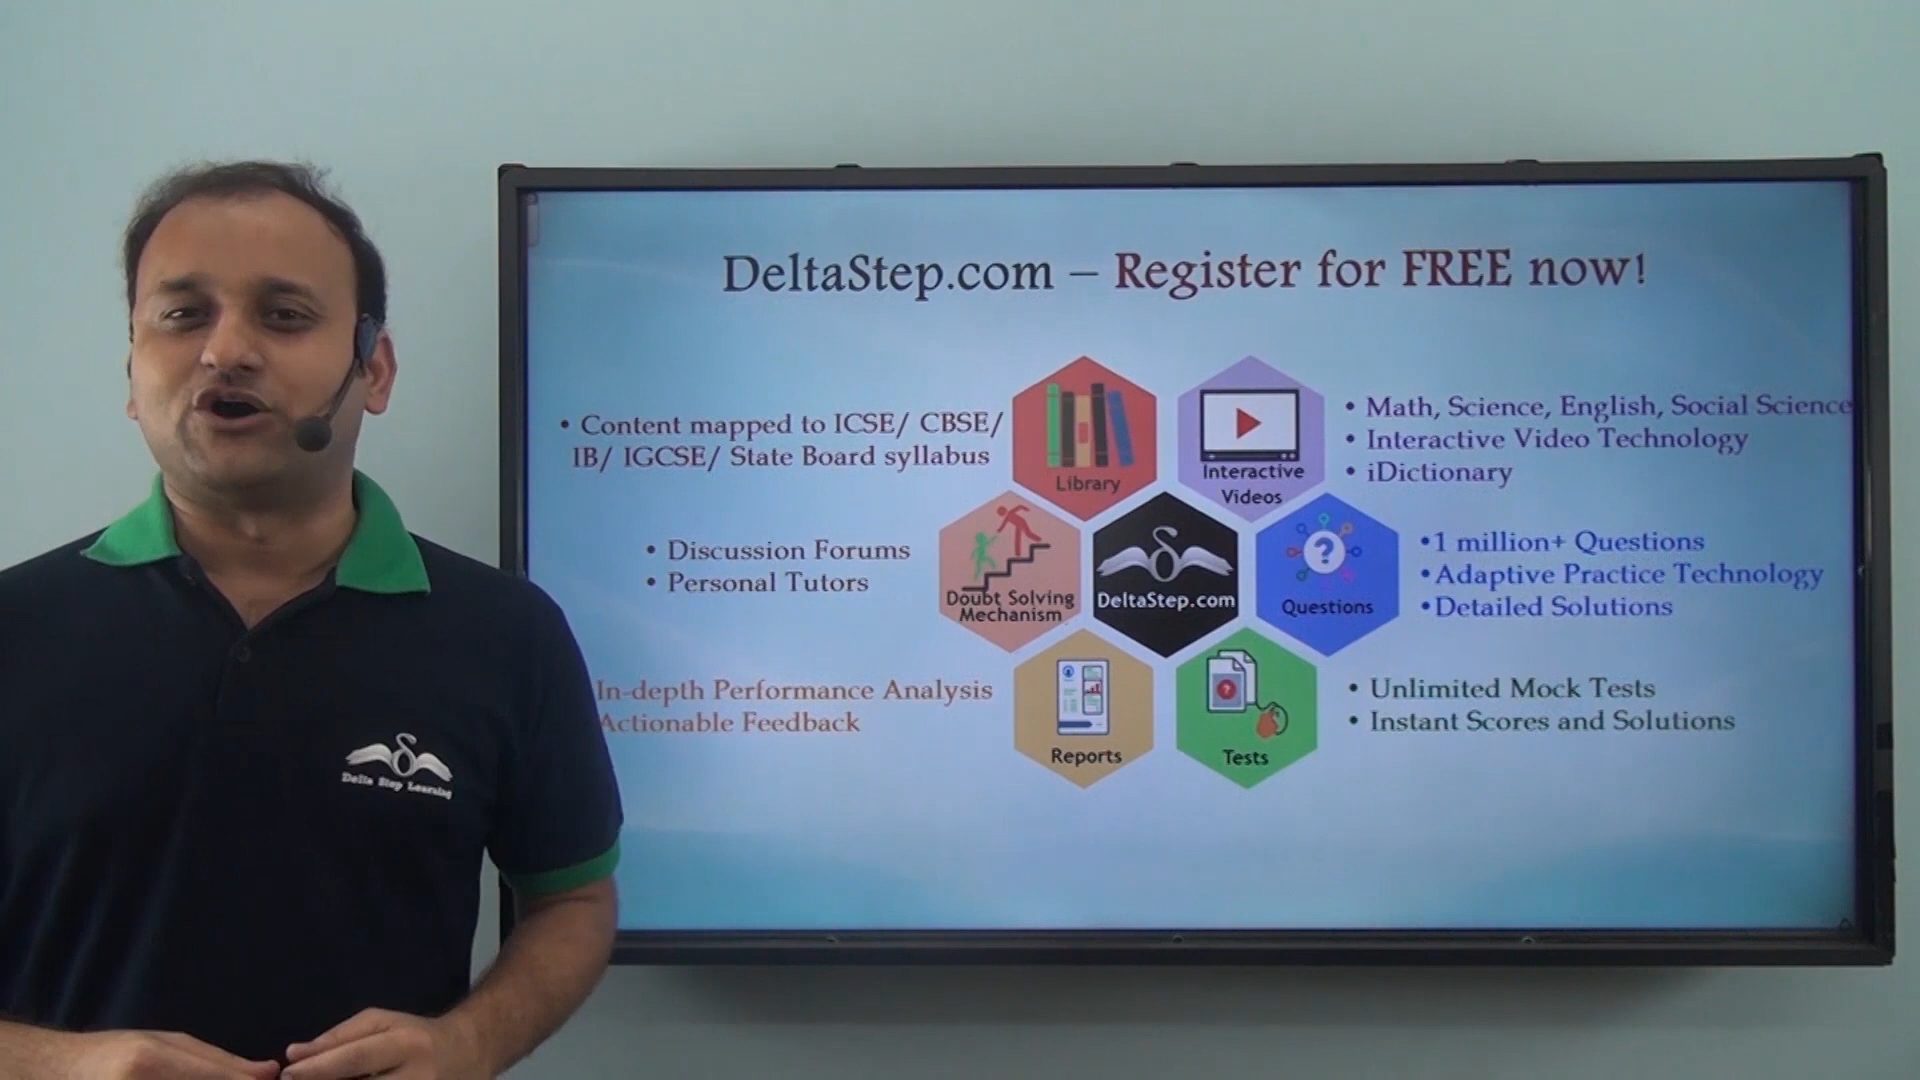 DeltaStep.com – Register for FREE now!
• Content mapped to ICSE/ CBSE/
IB/ IGCSE/ State Board syllabus
Library
Interactive
Videos
• Math, Science, English, Social Science
• Interactive Video Technology
• iDictionary
• Discussion Forums
• Personal Tutors
Doubt Solving
Mechanism
DeltaStep.com
Questions
•1 million+ Questions
•Adaptive Practice Technology
•Detailed Solutions
In-depth Performance Analysis
Actionable Feedback
Reports
Tests
• Unlimited Mock Tests
• Instant Scores and Solutions
Delta Step Learning